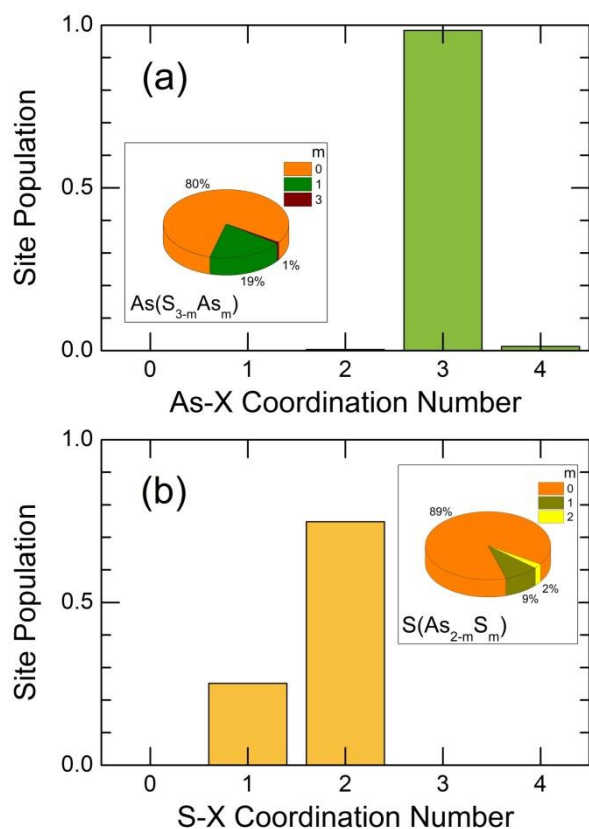 1.0
(a)
m
0
1
3
80%
0.5
1%
19%
As(S3-mAsm)
0.0
0 1 2 3 4
Site Population
As-X Coordination Number
1.0
(b)
m
0
1
2
89%
0.5
2%
9%
S(As2-mSm)
0.0
0 1 2 3 4
Site Population
S-X Coordination Number